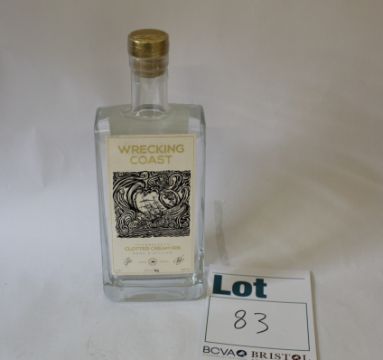 WRECKING
COAST
CLOTTED CREAM GIN
Lot
83
BCVA BRISTOL